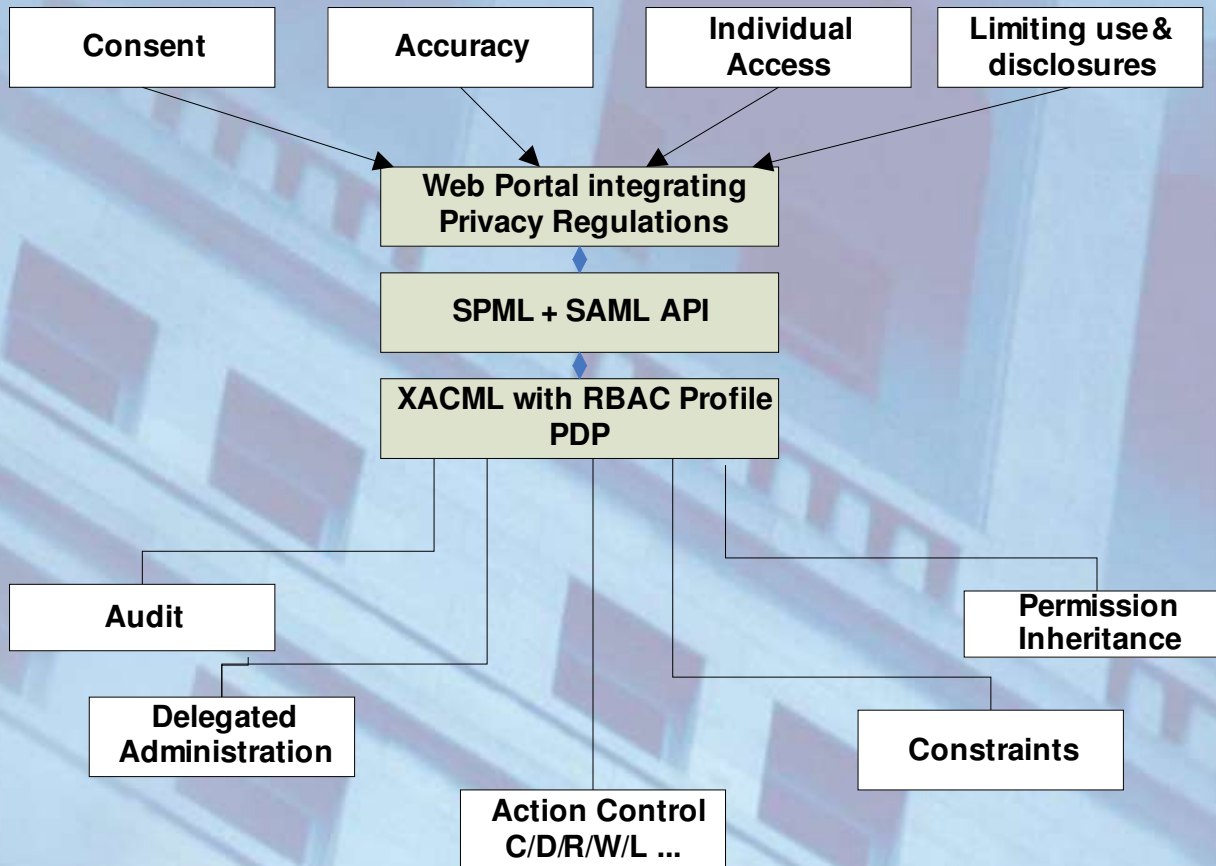 Consent
Accuracy
Individual
Access
Limiting use &
disclosures
Web Portal integrating
Privacy Regulations
SPML + SAML API
XACML with RBAC Profile
PDP
Audit
Permission
Inheritance
Delegated
Administration
Constraints
Action Control
C/D/R/W/L ...